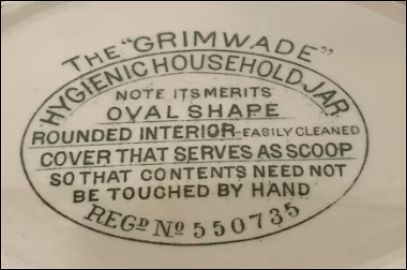 THE "GRIMWADE"
HYGIENIC HOUSEHOLD JAR
NOTE ITS MERITS
OVAL SHAPE
ROUNDED INTERIOR-EASILY CLEANED
COVER THAT SERVES AS SCOOP
SO THAT CONTENTS NEED NOT
BE TOUCHED BY HAND
REGD No 550735